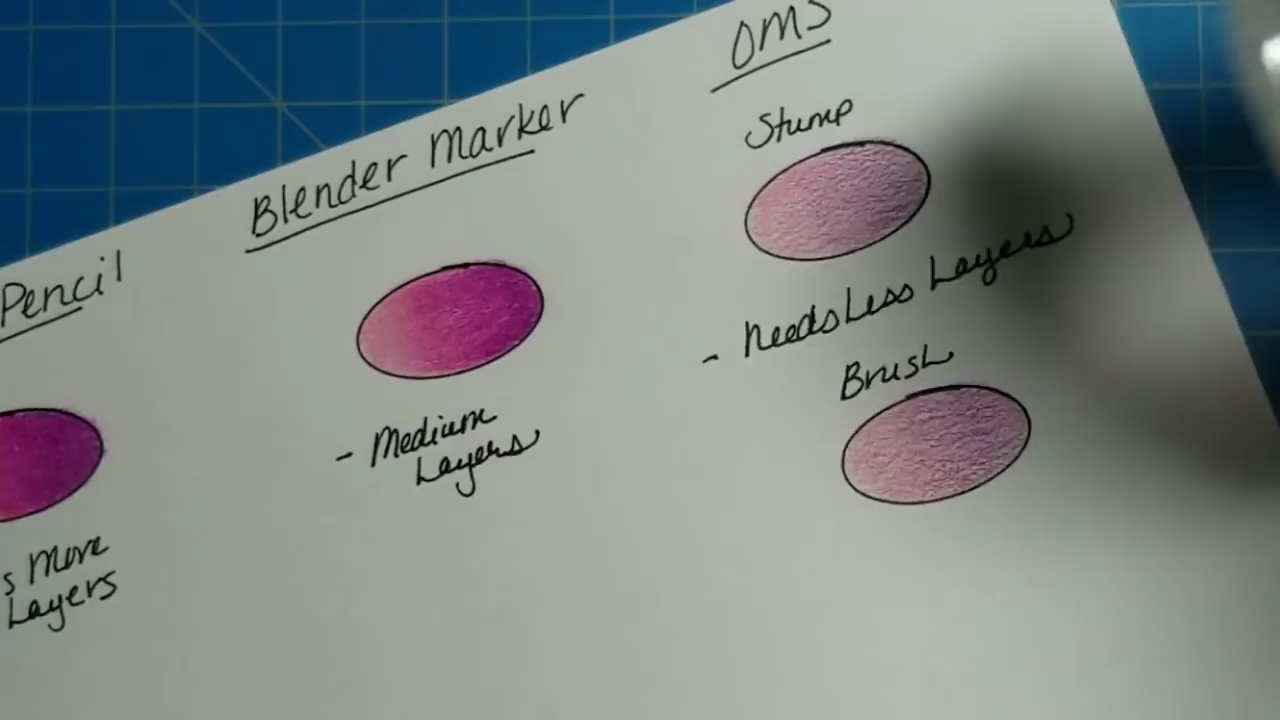 Pencil
s More
Layers
Blender Marker
- Medium
Layers
OMS
Stump
- Needs Less Layers
Brush